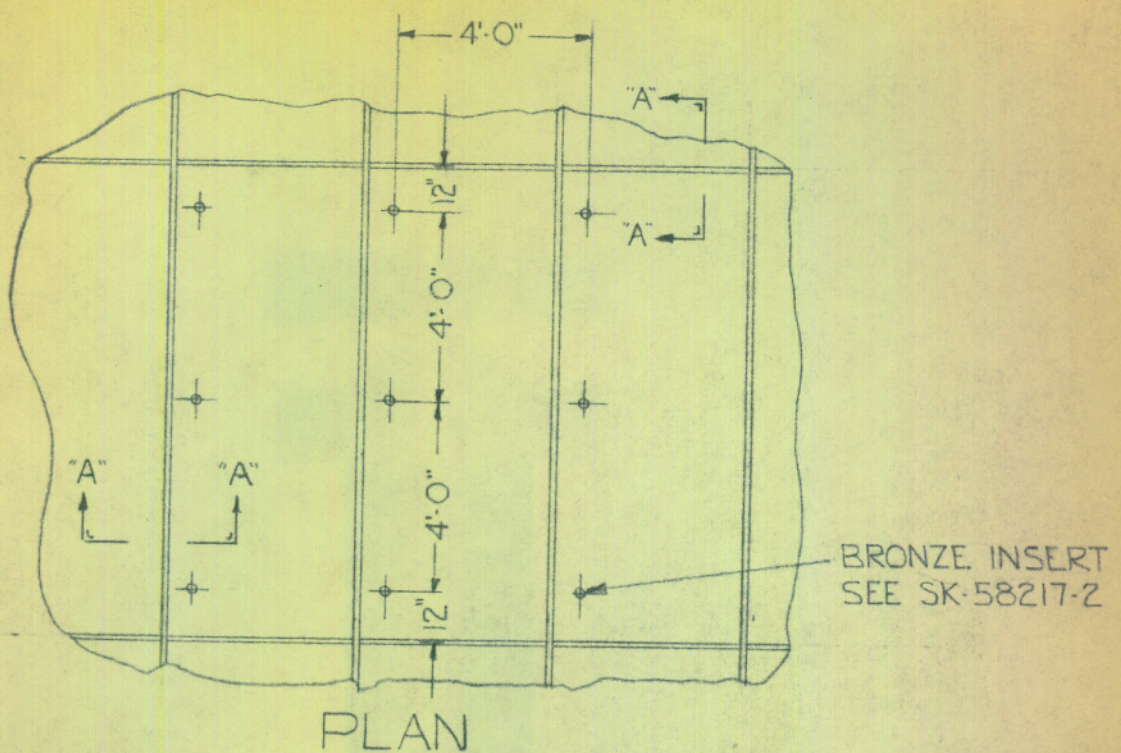 4'-0"
"A"
12"
"A"
4'-0"
"A"
"A"
4'-0"
BRONZE INSERT
SEE SK-58217-2
12"
PLAN